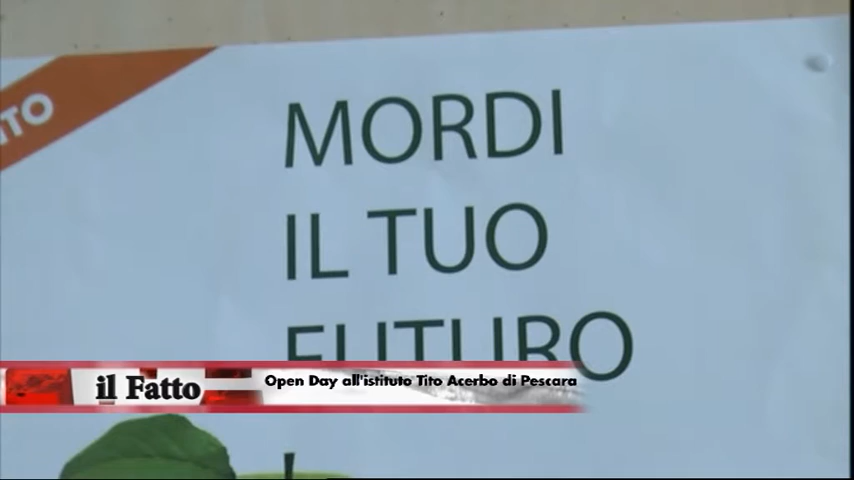 MORDI
IL TUO
FUTURO
il Fatto
Open Day all'istituto Tito Acerbo di Pescara